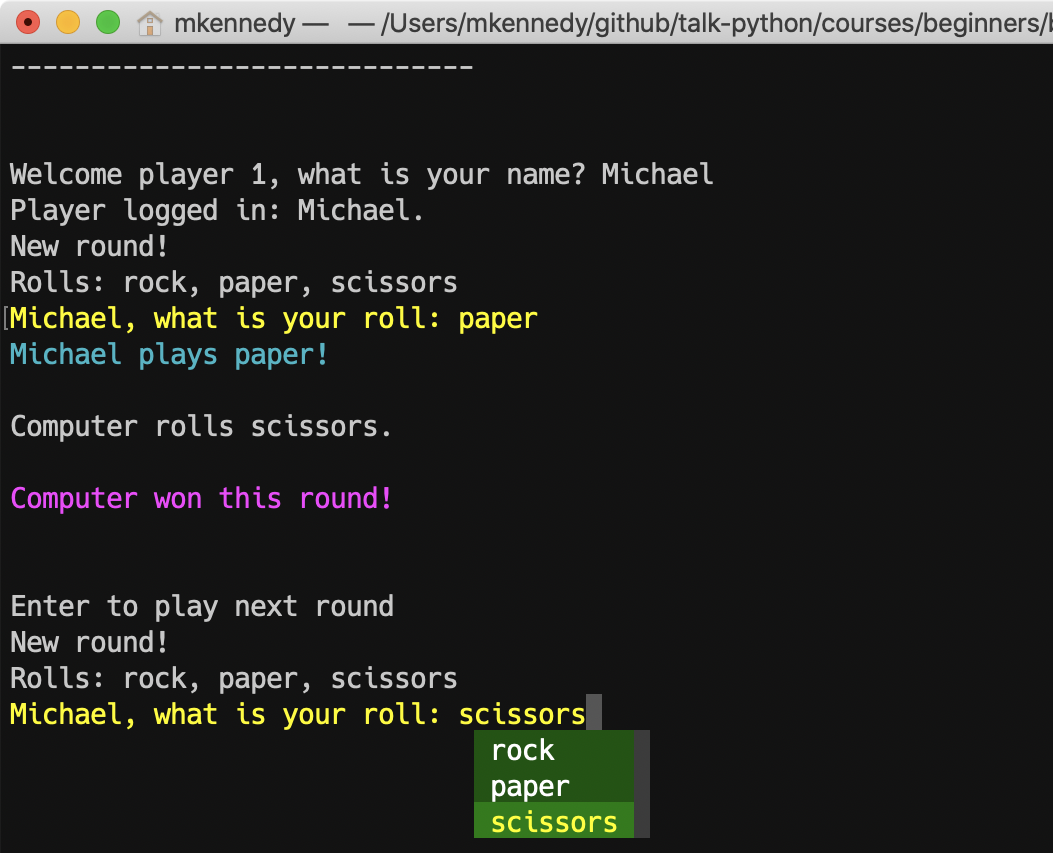 mkennedy — — /Users/mkennedy/github/talk-python/courses/beginners/
-----------------------------
Welcome player 1, what is your name? Michael
Player logged in: Michael.
New round!
Rolls: rock, paper, scissors
[Michael, what is your roll: paper
Michael plays paper!
Computer rolls scissors.
Computer won this round!
Enter to play next round
New round!
Rolls: rock, paper, scissors
Michael, what is your roll: scissors
rock
paper
scissors